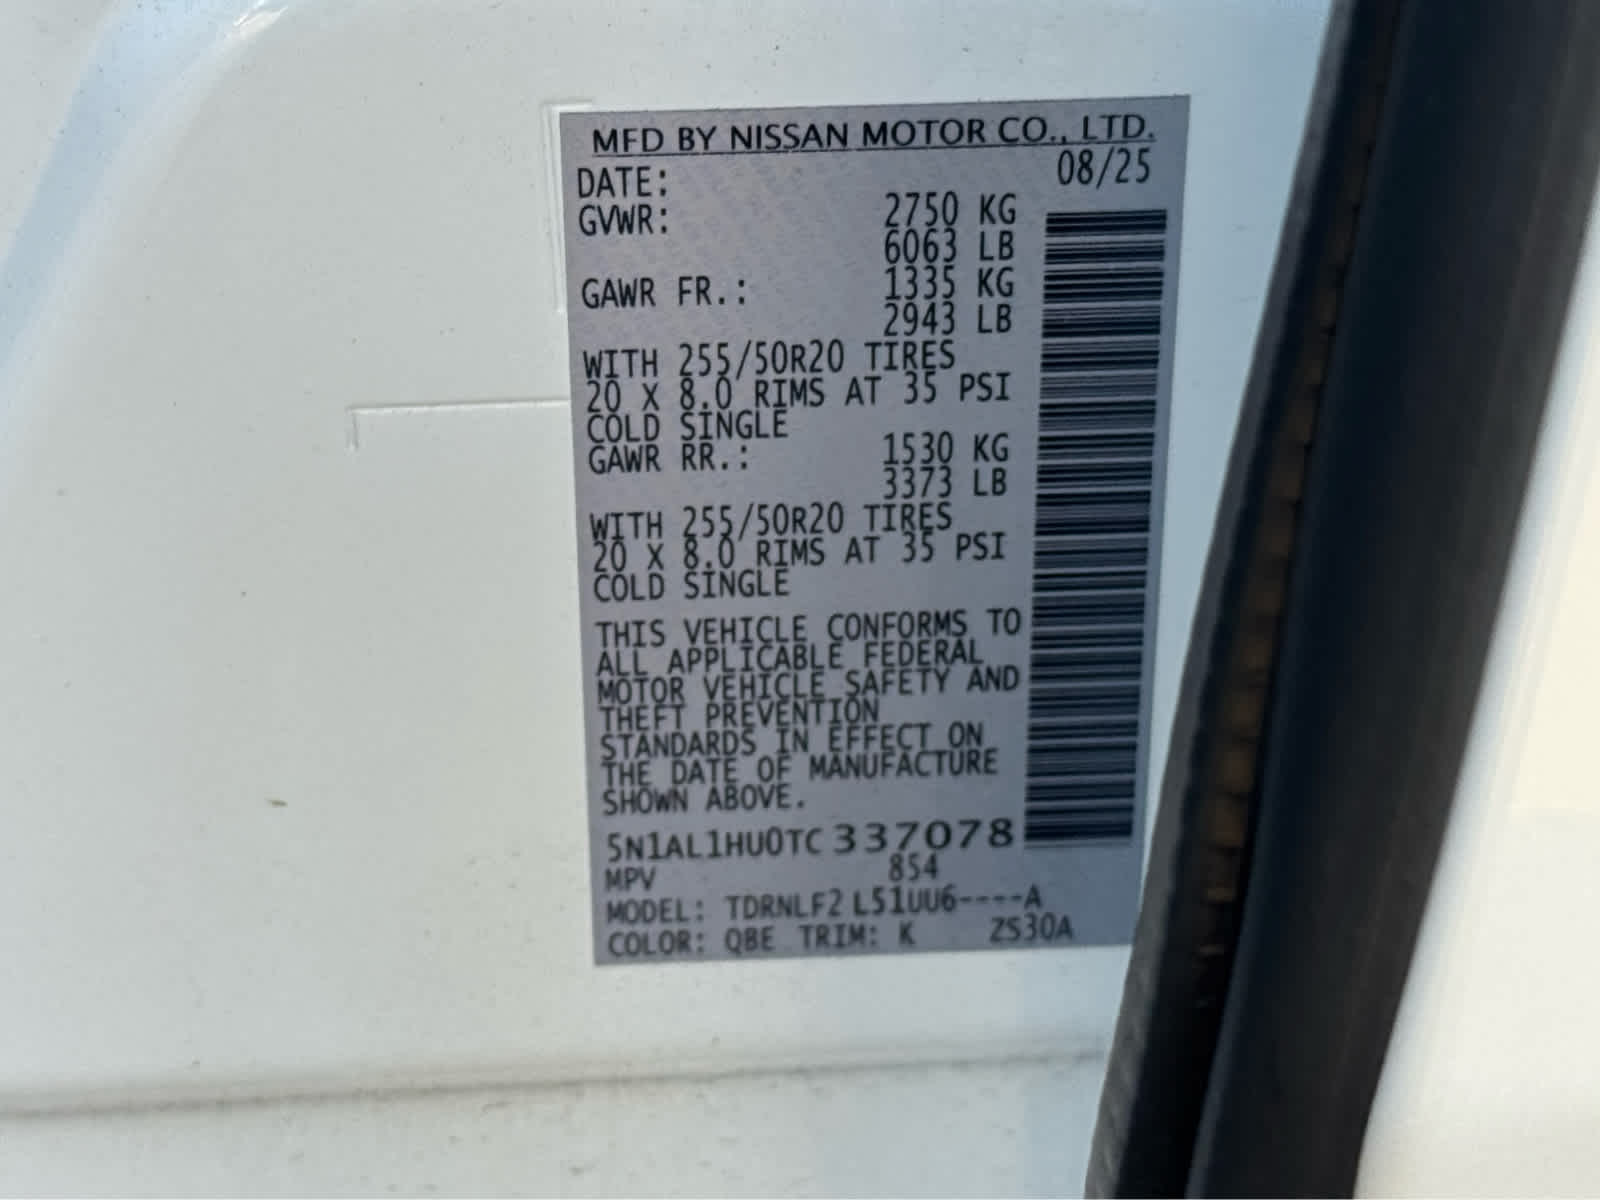 MFD BY NISSAN MOTOR CO., LTD.
DATE: 08/25
GVWR: 2750 KG
6063 LB
GAWR FR.: 1335 KG
2943 LB
WITH 255/50R20 TIRES
20 X 8.0 RIMS AT 35 PSI
COLD SINGLE
GAWR RR.: 1530 KG
3373 LB
WITH 255/50R20 TIRES
20 X 8.0 RIMS AT 35 PSI
COLD SINGLE
THIS VEHICLE CONFORMS TO
ALL APPLICABLE FEDERAL
MOTOR VEHICLE SAFETY AND
THEFT PREVENTION
STANDARDS IN EFFECT ON
THE DATE OF MANUFACTURE
SHOWN ABOVE.
5N1AL1HU0TC337078
MPV 854
MODEL: TDRNLF2 L51UU6----A
COLOR: QBE TRIM: K ZS30A